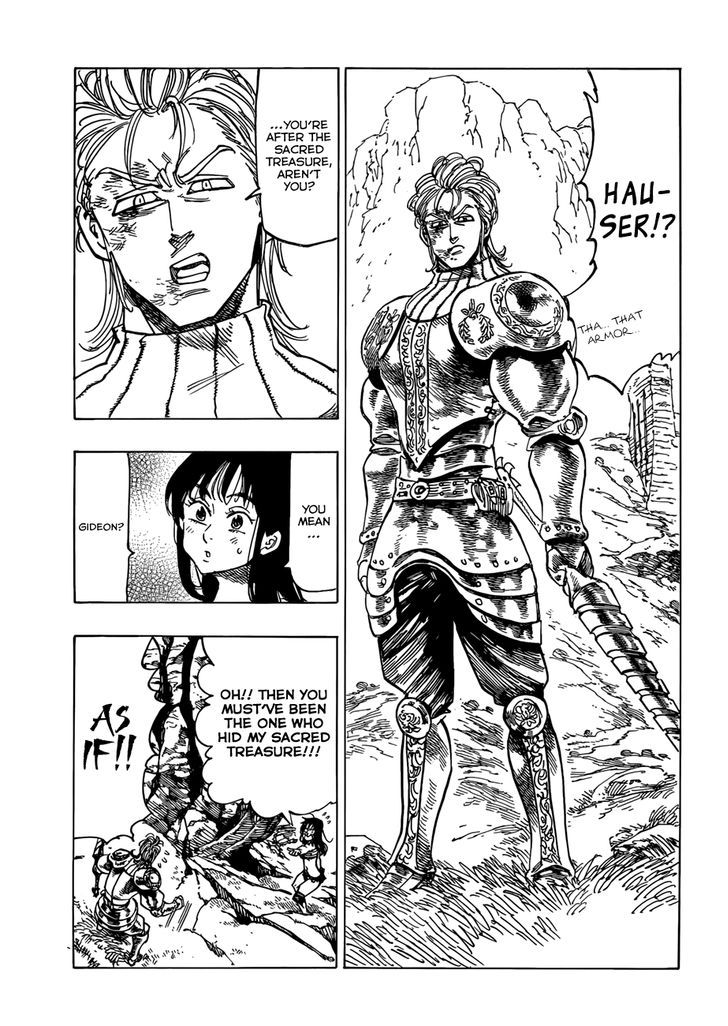 HAU-
SER!?
THA... THAT
ARMOR...
...YOU'RE
AFTER THE
SACRED
TREASURE,
AREN'T
YOU?
YOU
MEAN
...
GIDEON?
OH!! THEN YOU
MUST'VE BEEN
THE ONE WHO
HID MY SACRED
TREASURE!!!
AS
IF!!